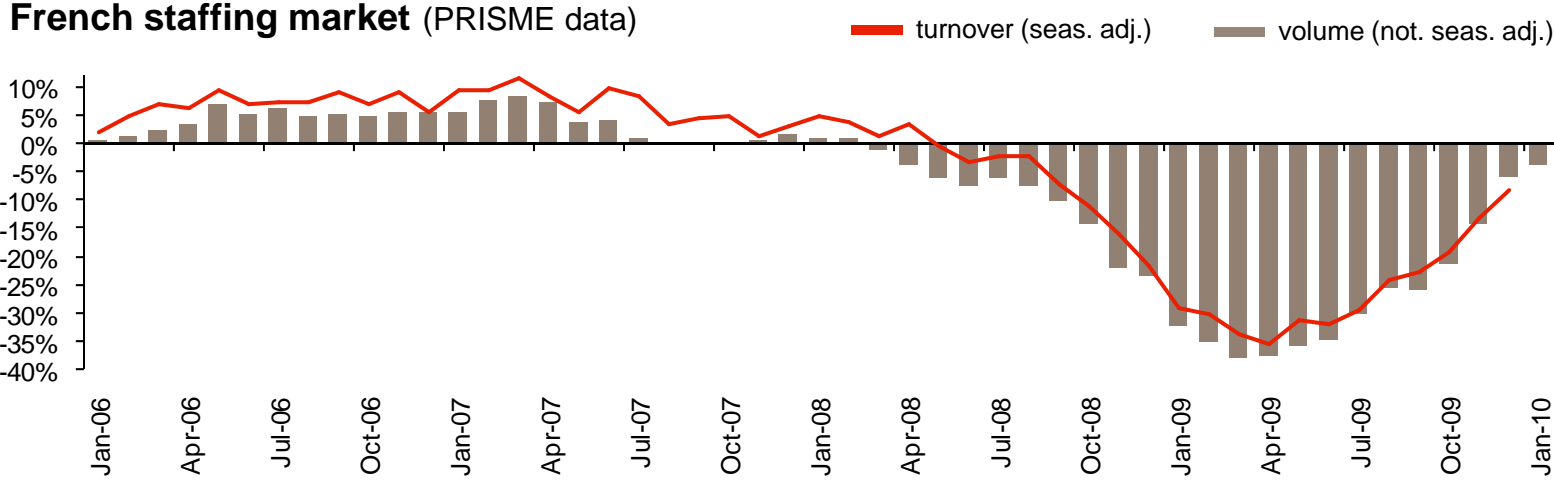 French staffing market (PRISME data)
turnover (seas. adj.)
volume (not. seas. adj.)
10%
5%
0%
-5%
-10%
-15%
-20%
-25%
-30%
-35%
-40%
Jan-06
Apr-06
Jul-06
Oct-06
Jan-07
Apr-07
Jul-07
Oct-07
Jan-08
Apr-08
Jul-08
Oct-08
Jan-09
Apr-09
Jul-09
Oct-09
Jan-10